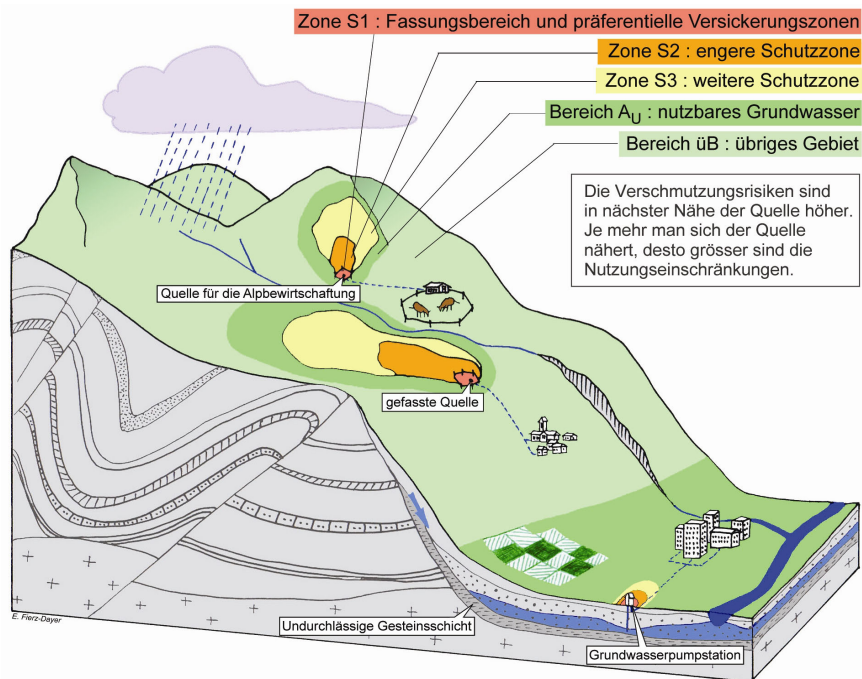 Zone S1 : Fassungsbereich und präferentielle Versickerungszonen
Zone S2 : engere Schutzzone
Zone S3 : weitere Schutzzone
Bereich AU : nutzbares Grundwasser
Bereich üB : übriges Gebiet
Die Verschmutzungsrisiken sind
in nächster Nähe der Quelle höher.
Je mehr man sich der Quelle
nähert, desto grösser sind die
Nutzungseinschränkungen.
Quelle für die Alpbewirtschaftung
gefasste Quelle
E. Fierz-Dayer
Undurchlässige Gesteinsschicht
Grundwasserpumpstation